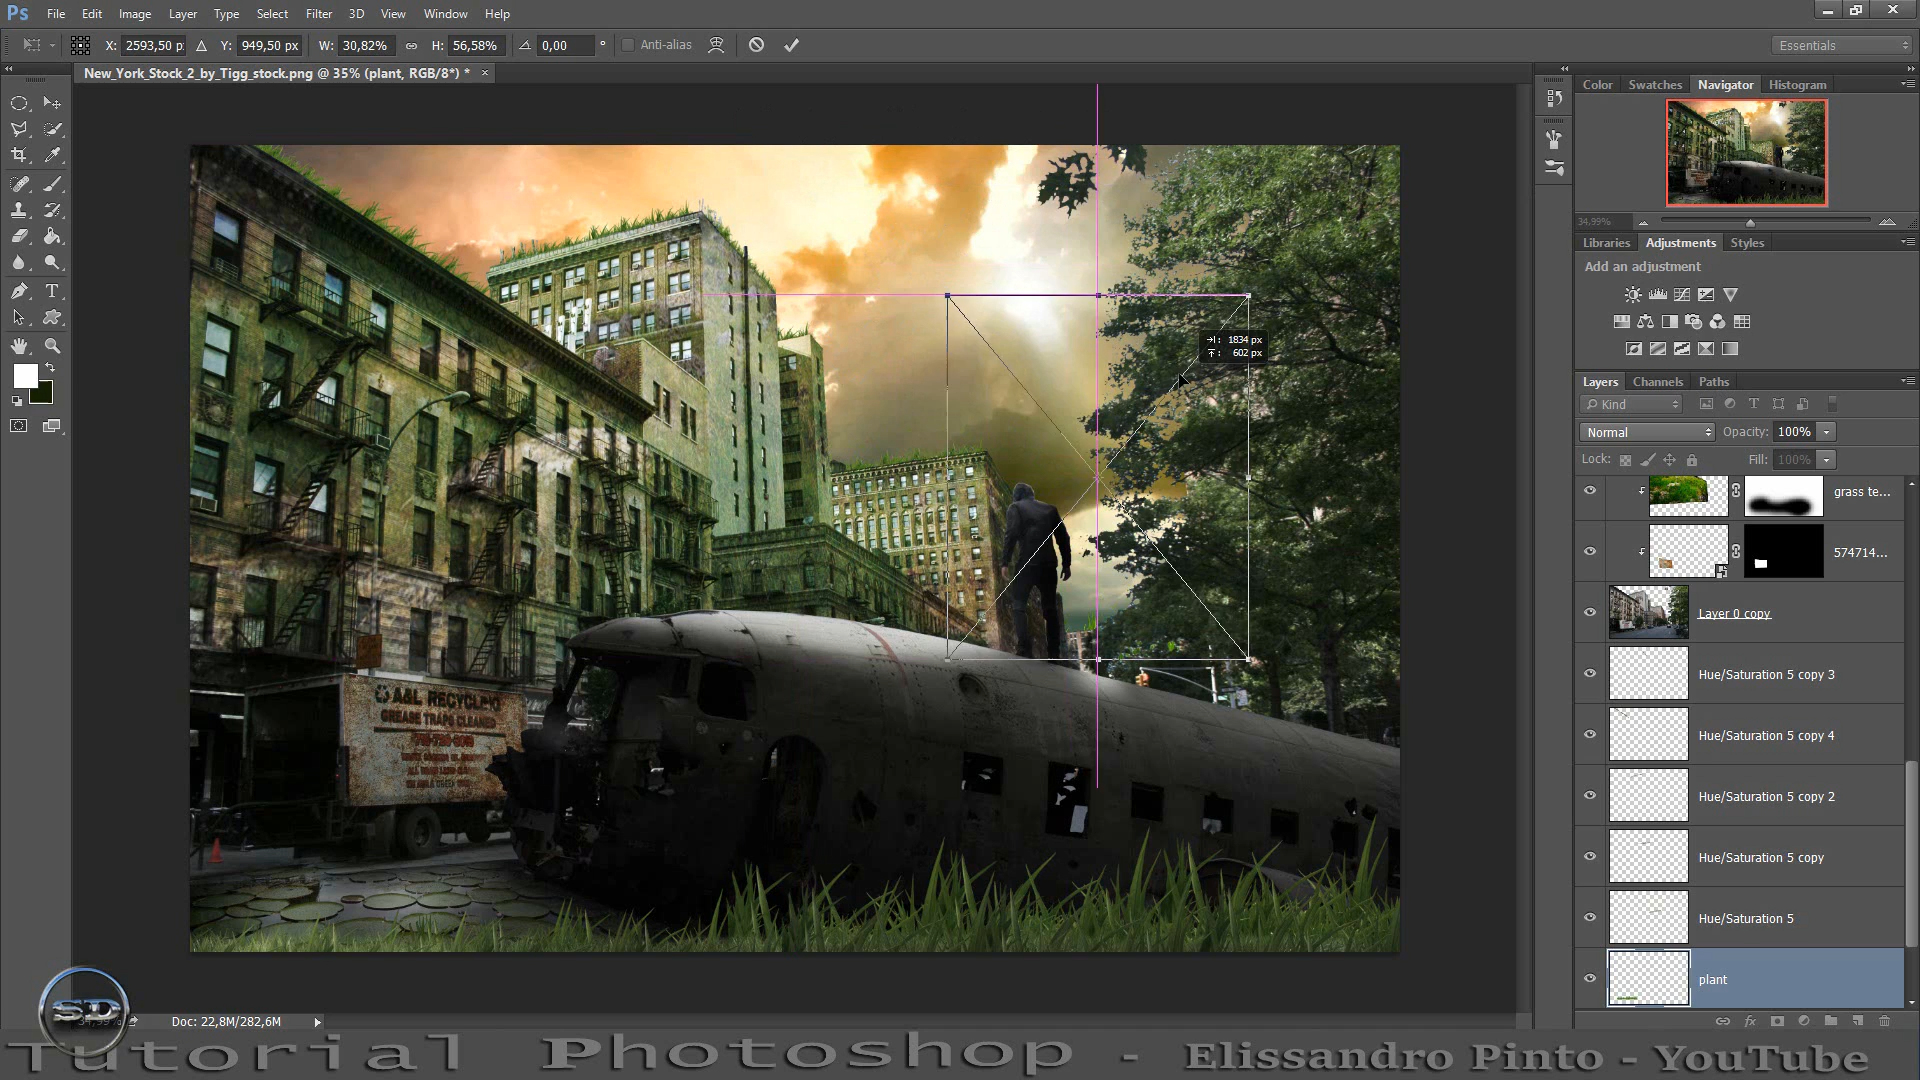 Ps File Edit Image Layer Type Select Filter 3D View Window Help
X: 2593,50 p Y: 949,50 px W: 30,82% H: 56,58% 0,00 ° Anti-alias Essentials
New_York_Stock_2_by_Tigg_stock.png @ 35% (plant, RGB/8*) * ×
Color Swatches Navigator Histogram
34,99%
Libraries Adjustments Styles
Add an adjustment
1834 px
602 px
Layers Channels Paths
Kind
Normal Opacity: 100%
Lock: Fill: 100%
grass te...
574714...
Layer 0 copy
Hue/Saturation 5 copy 3
Hue/Saturation 5 copy 4
Hue/Saturation 5 copy 2
Hue/Saturation 5 copy
Hue/Saturation 5
plant
A&L RECYCLING
GREASE TRAPS CLEANED
SD
34,99%
Doc: 22,8M/282,6M
Tutorial Photoshop - Elissandro Pinto - YouTube